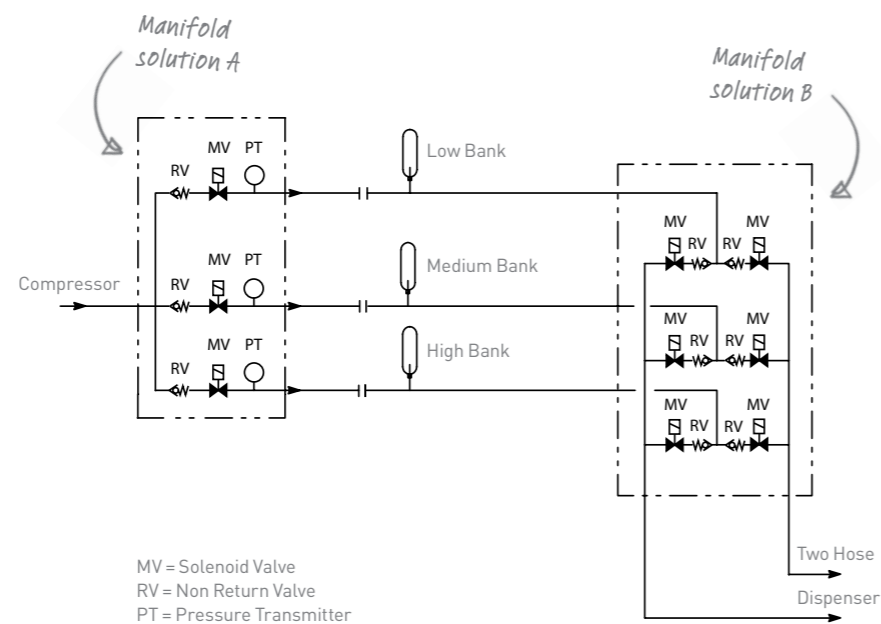 Manifold
solution A
Manifold
solution B
MV PT
RV
Low Bank
MV MV
RV RV
Compressor
MV PT
RV
Medium Bank
MV MV
RV RV
MV PT
RV
High Bank
MV MV
RV RV
Two Hose
Dispenser
MV = Solenoid Valve
RV = Non Return Valve
PT = Pressure Transmitter